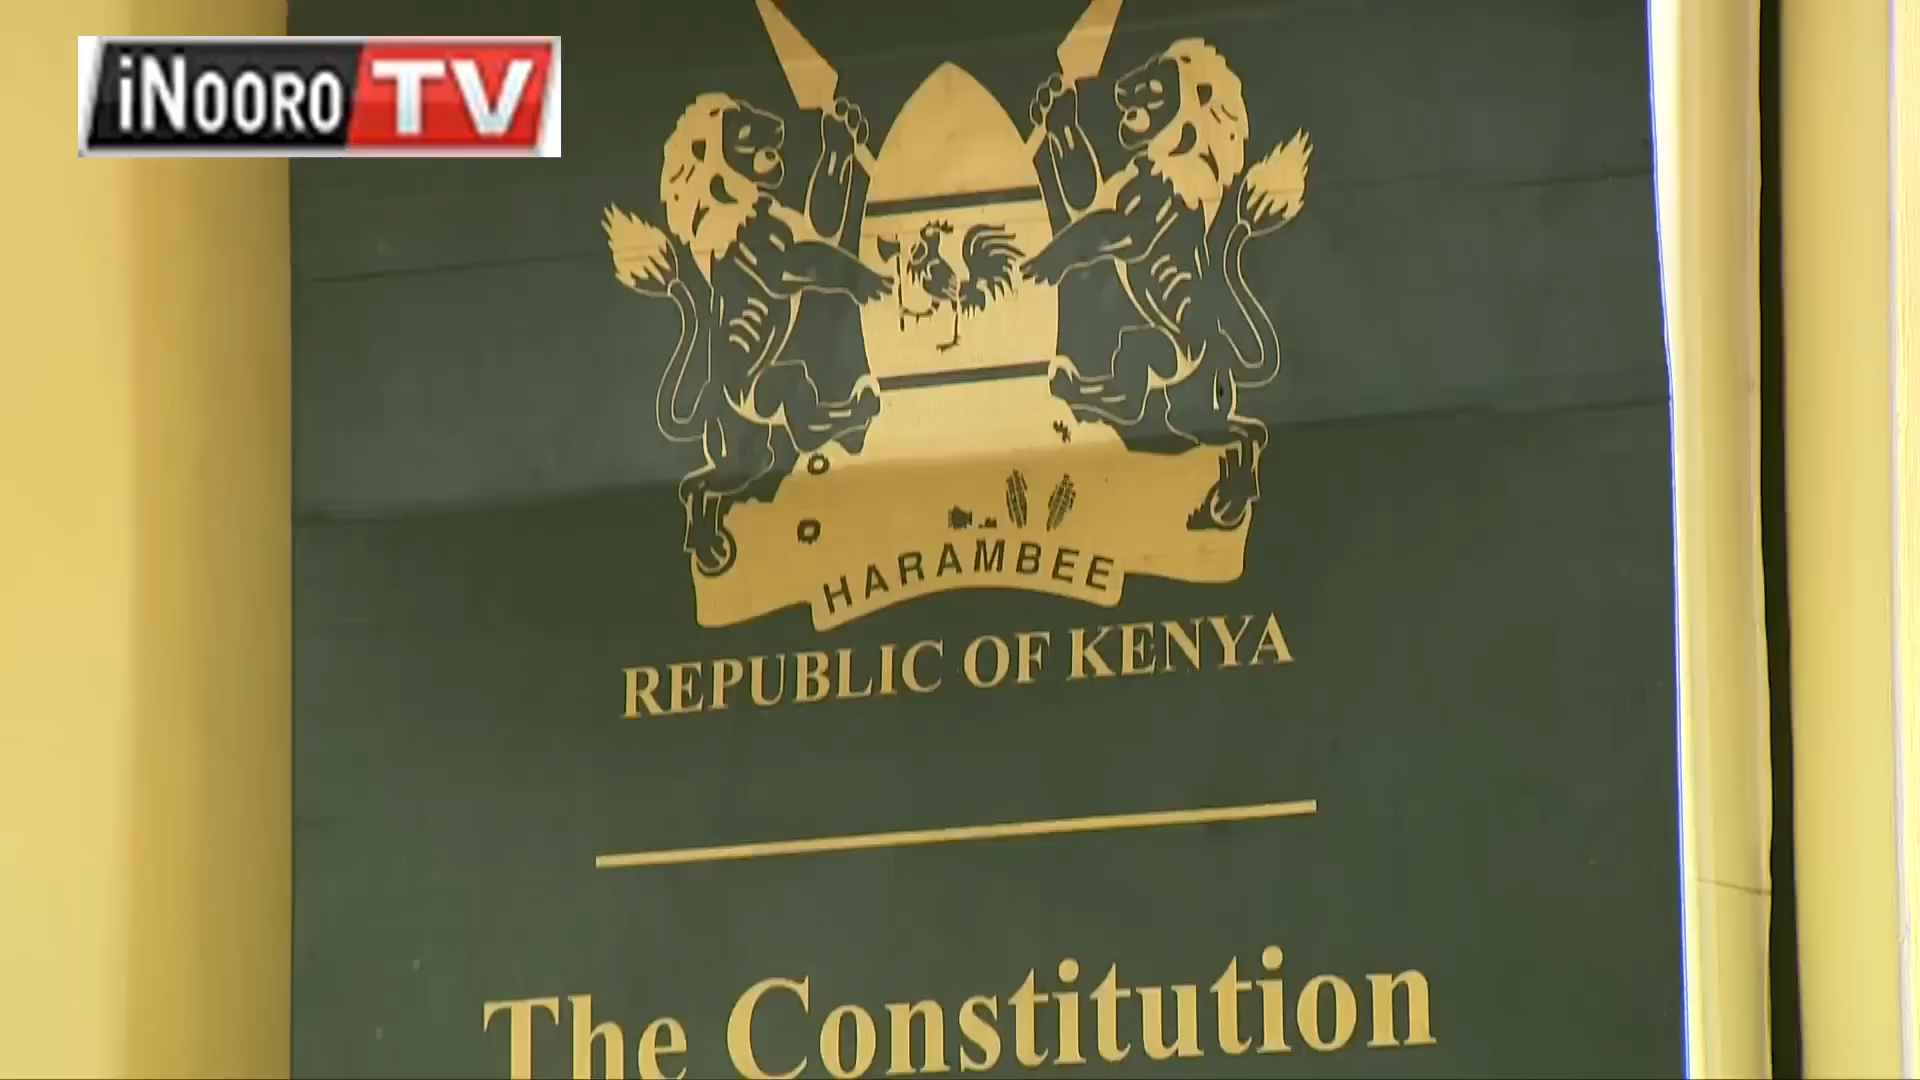 iNOORO TV
HARAMBEE
REPUBLIC OF KENYA
The Constitution